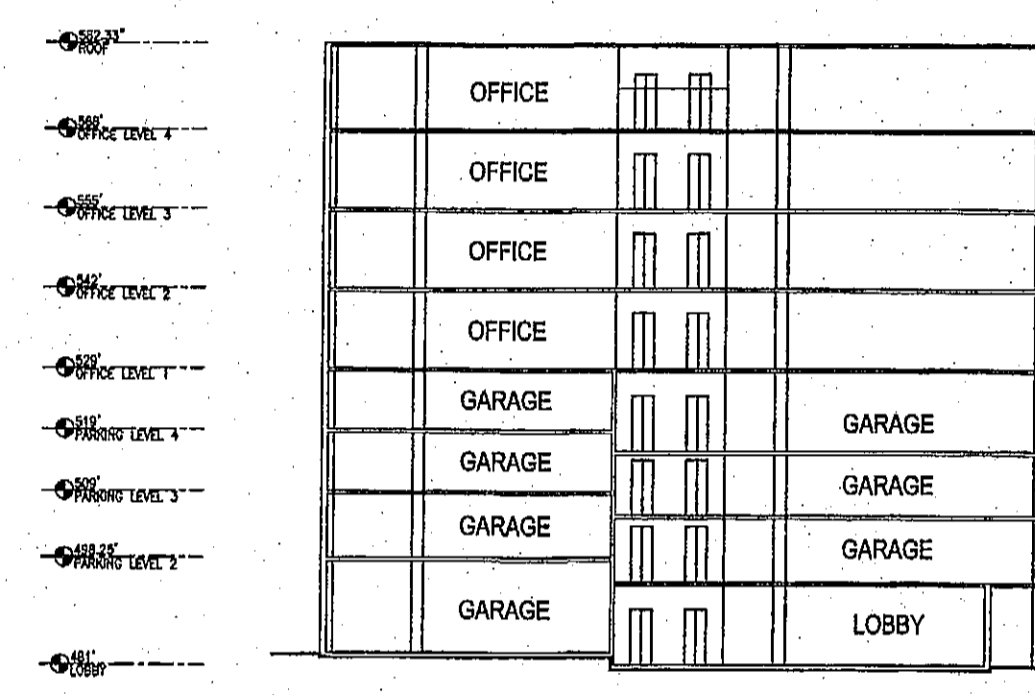 582.33'
ROOF
OFFICE
568'
OFFICE LEVEL 4
OFFICE
555'
OFFICE LEVEL 3
OFFICE
542'
OFFICE LEVEL 2
OFFICE
529'
OFFICE LEVEL 1
GARAGE
GARAGE
519'
PARKING LEVEL 4
GARAGE
GARAGE
509'
PARKING LEVEL 3
GARAGE
GARAGE
498.25'
PARKING LEVEL 2
GARAGE
LOBBY
481'
LOBBY